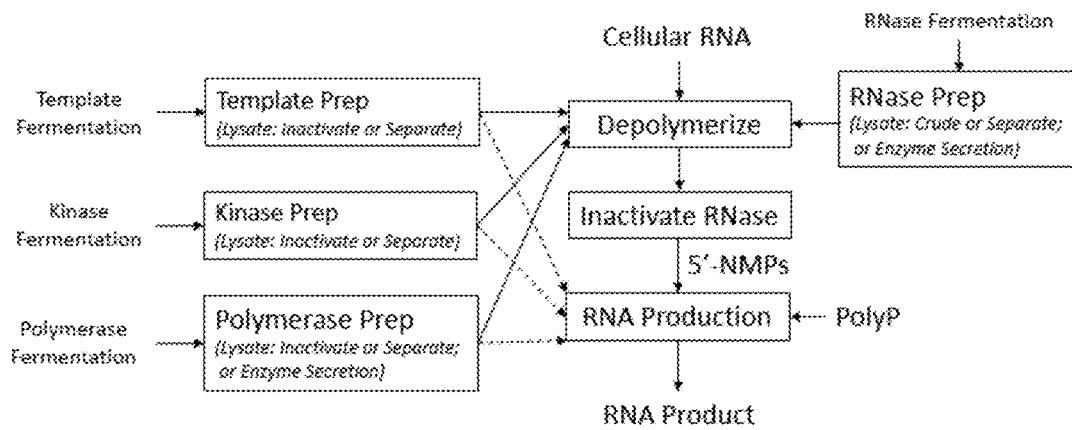 Cellular RNA
RNase Fermentation
Template
Fermentation
Template Prep
(Lysate: Inactivate or Separate)
Depolymerize
RNase Prep
(Lysate: Crude or Separate;
or Enzyme Secretion)
Kinase
Fermentation
Kinase Prep
(Lysate: Inactivate or Separate)
Inactivate RNase
5'-NMPs
Polymerase
Fermentation
Polymerase Prep
(Lysate: Inactivate or Separate;
or Enzyme Secretion)
RNA Production
PolyP
RNA Product